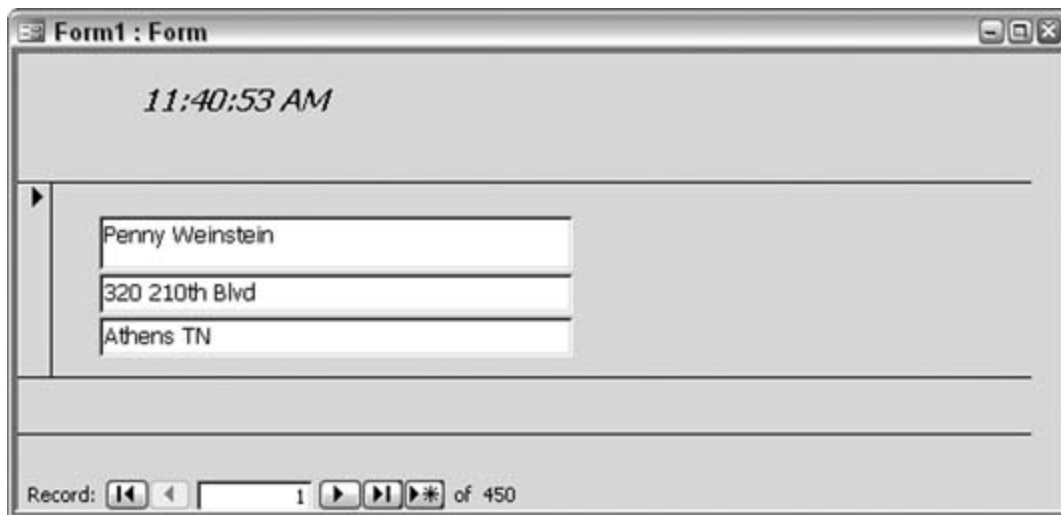 Form1 : Form
11:40:53 AM
Penny Weinstein
320 210th Blvd
Athens TN
Record: 1 of 450